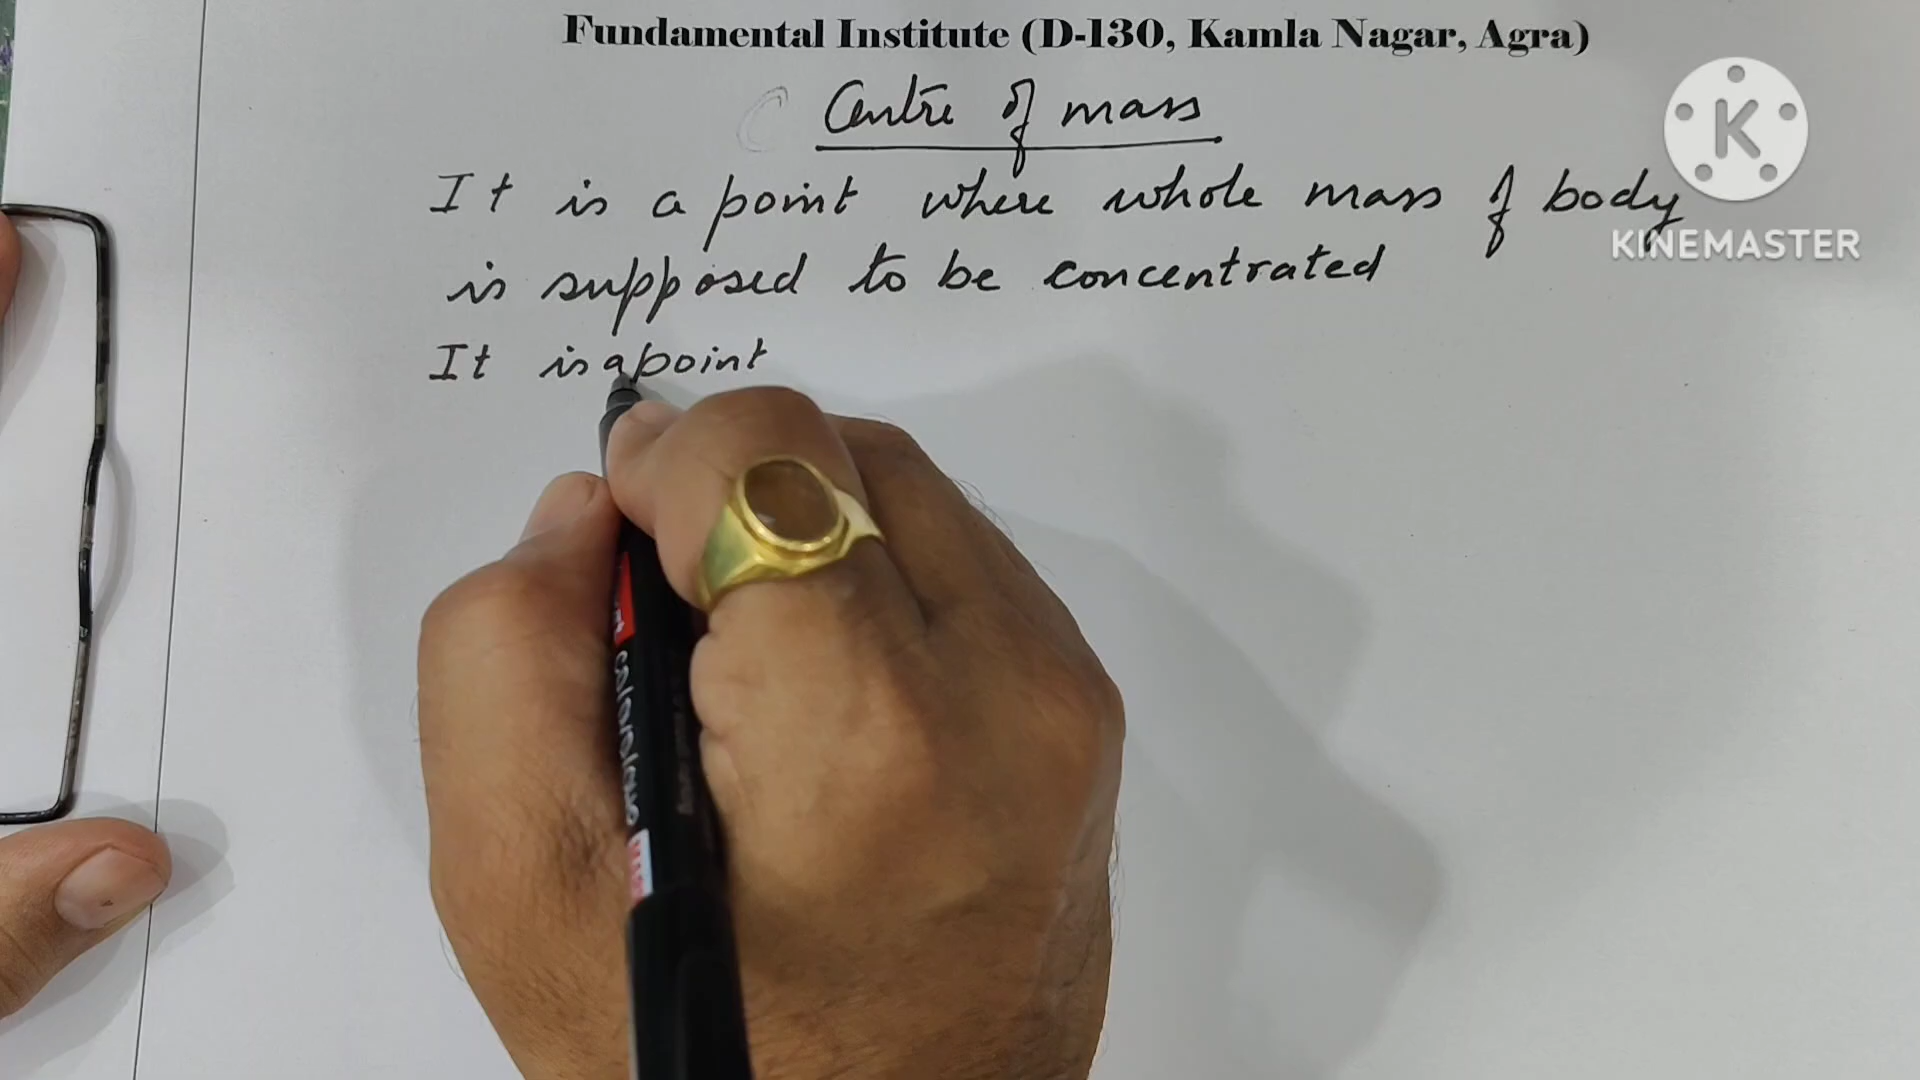 Fundamental Institute (D-130, Kamla Nagar, Agra)
Centre of mass
K
KINEMASTER
It is a point where whole mass of body
is supposed to be concentrated
It is a point
colorplus